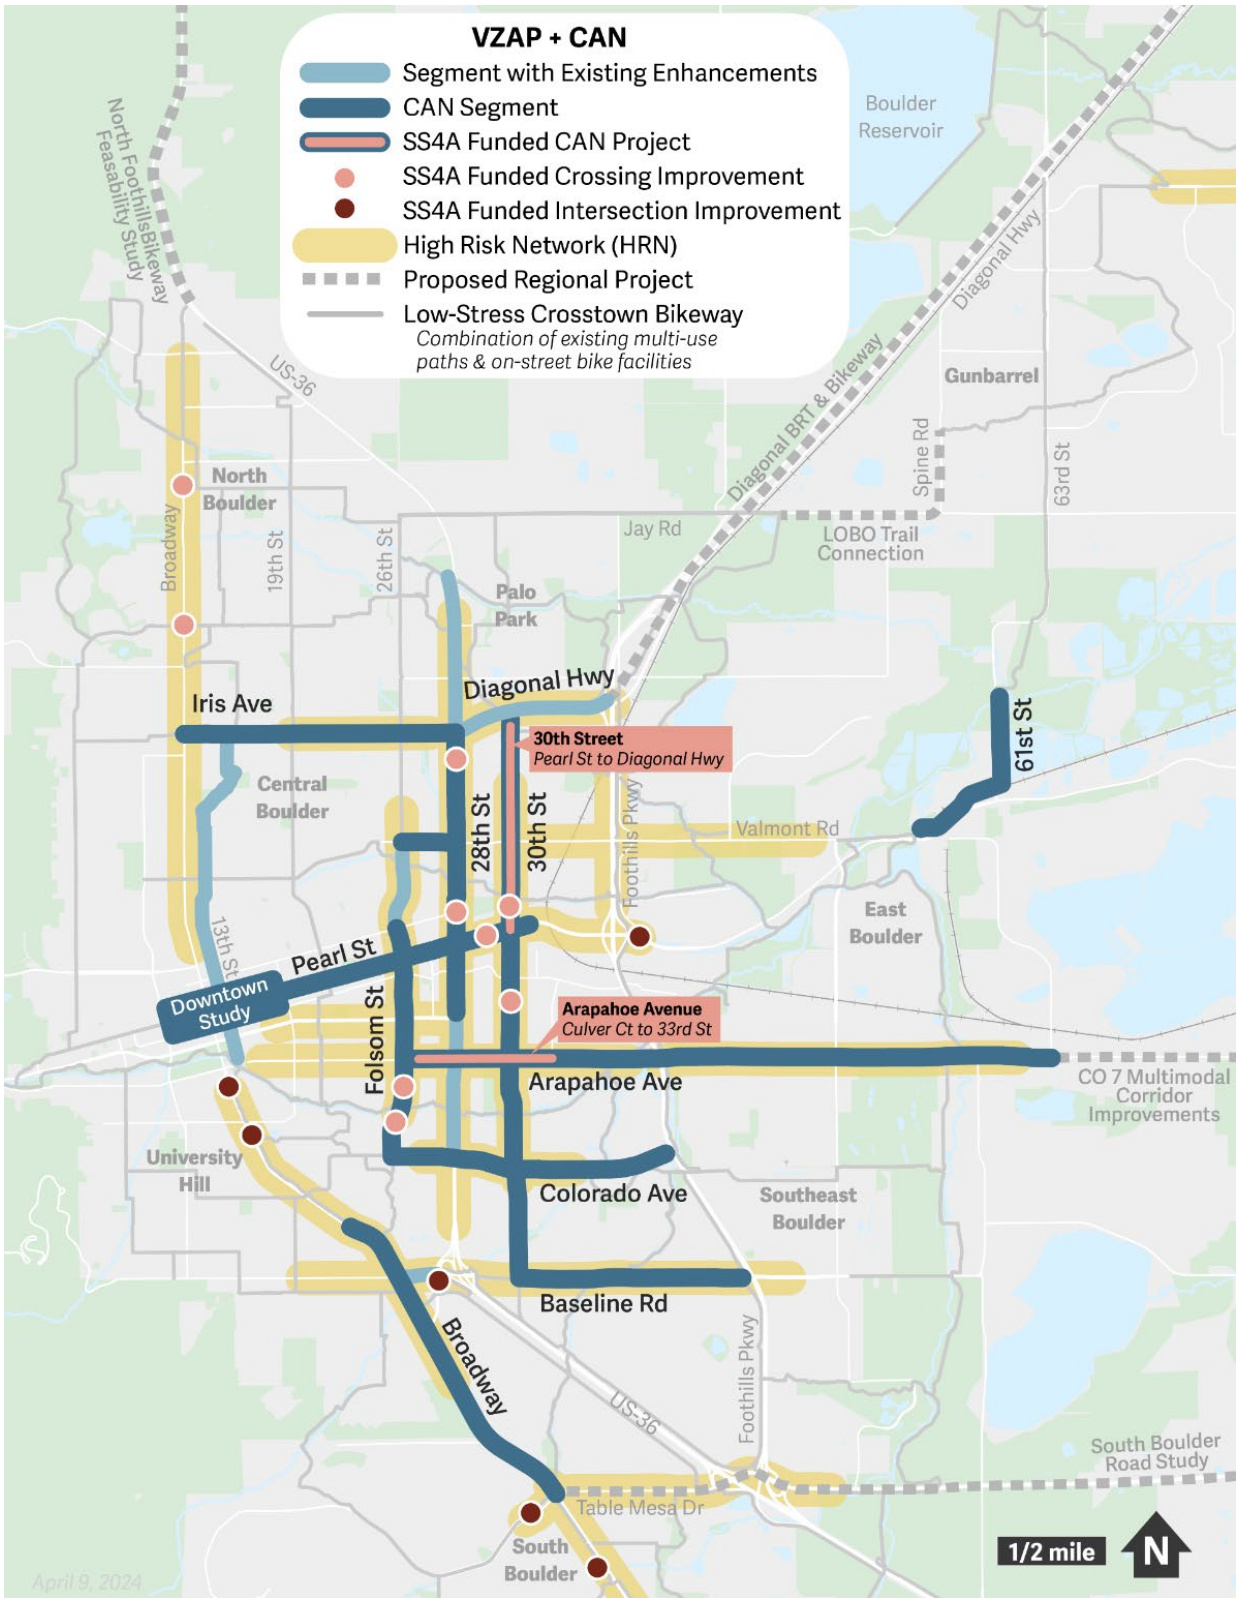 VZAP + CAN
Segment with Existing Enhancements
CAN Segment
SS4A Funded CAN Project
SS4A Funded Crossing Improvement
SS4A Funded Intersection Improvement
High Risk Network (HRN)
Proposed Regional Project
Low-Stress Crosstown Bikeway
Combination of existing multi-use
paths & on-street bike facilities
North FoothillsBikeway
Feasability Study
Boulder
Reservoir
Diagonal Hwy
US-36
Diagonal BRT & Bikeway
Gunbarrel
Spine Rd
63rd St
North
Boulder
Broadway
19th St
26th St
Jay Rd
LOBO Trail
Connection
Palo
Park
Diagonal Hwy
Iris Ave
30th Street
Pearl St to Diagonal Hwy
61st St
Central
Boulder
28th St
30th St
Foothills Pkwy
Valmont Rd
13th St
Pearl St
East
Boulder
Downtown
Study
Folsom St
Arapahoe Avenue
Culver Ct to 33rd St
Arapahoe Ave
CO 7 Multimodal
Corridor
Improvements
University
Hill
Colorado Ave
Southeast
Boulder
Baseline Rd
Broadway
US-36
Foothills Pkwy
South Boulder
Road Study
Table Mesa Dr
South
Boulder
1/2 mile
N
April 9, 2024